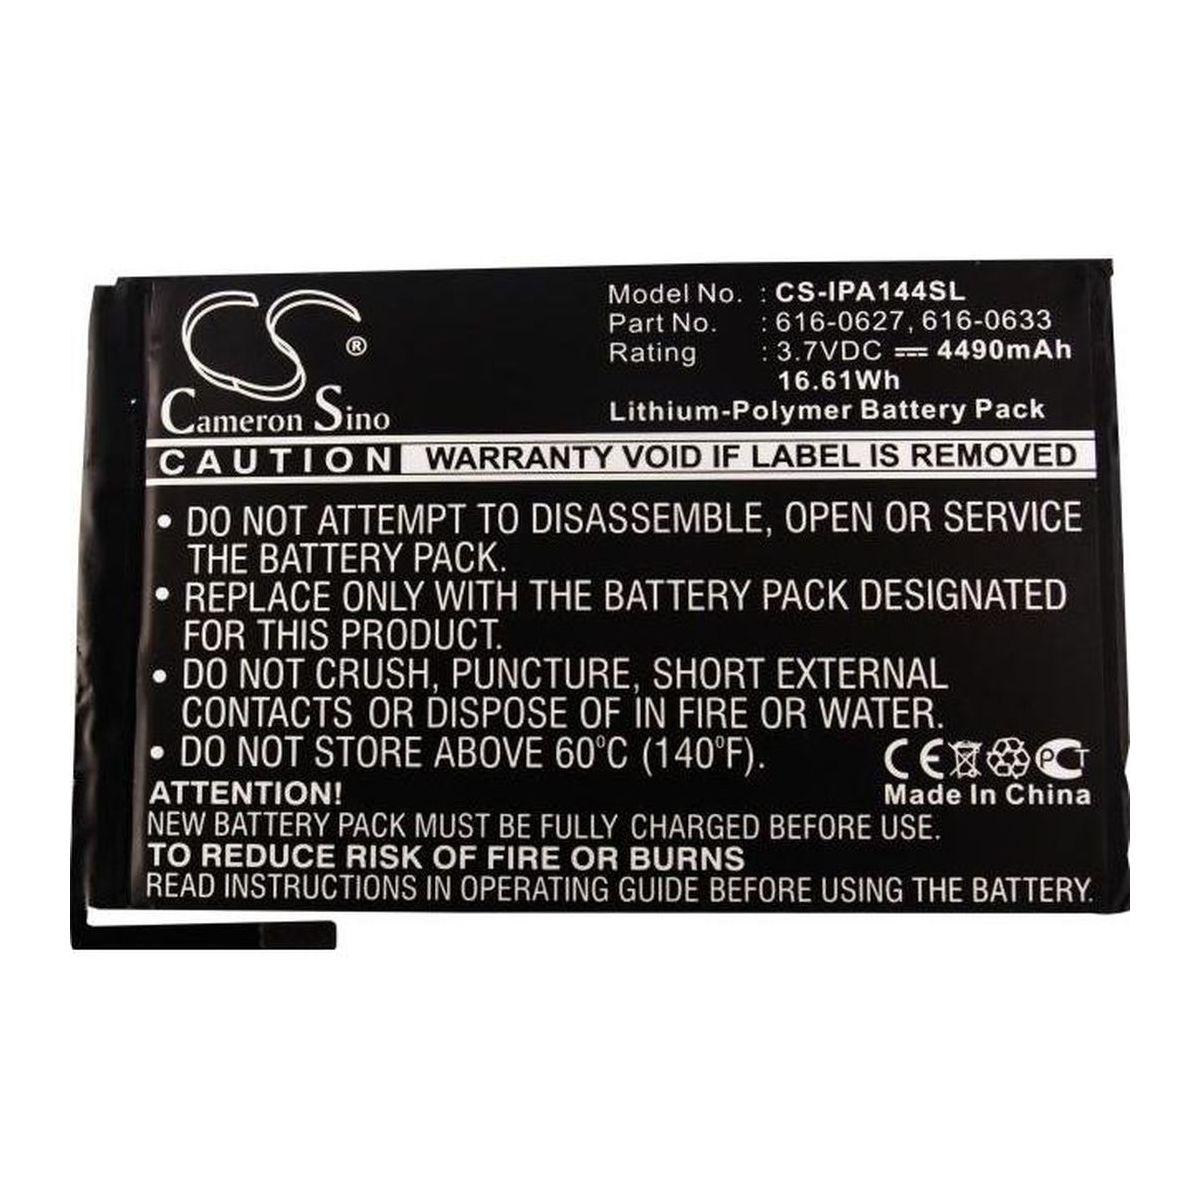 CS ®
Cameron Sino
Model No. : CS-IPA144SL
Part No. : 616-0627, 616-0633
Rating : 3.7VDC ⎓ 4490mAh
16.61Wh
Lithium-Polymer Battery Pack
CAUTION WARRANTY VOID IF LABEL IS REMOVED
• DO NOT ATTEMPT TO DISASSEMBLE, OPEN OR SERVICE
THE BATTERY PACK.
• REPLACE ONLY WITH THE BATTERY PACK DESIGNATED
FOR THIS PRODUCT.
• DO NOT CRUSH, PUNCTURE, SHORT EXTERNAL
CONTACTS OR DISPOSE OF IN FIRE OR WATER.
• DO NOT STORE ABOVE 60°C (140°F).
CE PCT
Made In China
ATTENTION!
NEW BATTERY PACK MUST BE FULLY CHARGED BEFORE USE.
TO REDUCE RISK OF FIRE OR BURNS
READ INSTRUCTIONS IN OPERATING GUIDE BEFORE USING THE BATTERY.